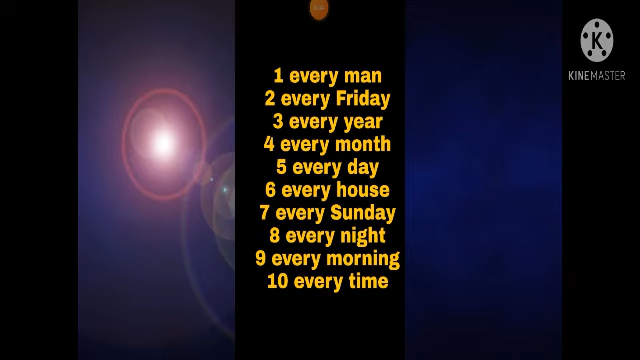 1 every man
2 every Friday
3 every year
4 every month
5 every day
6 every house
7 every Sunday
8 every night
9 every morning
10 every time
K
KINEMASTER